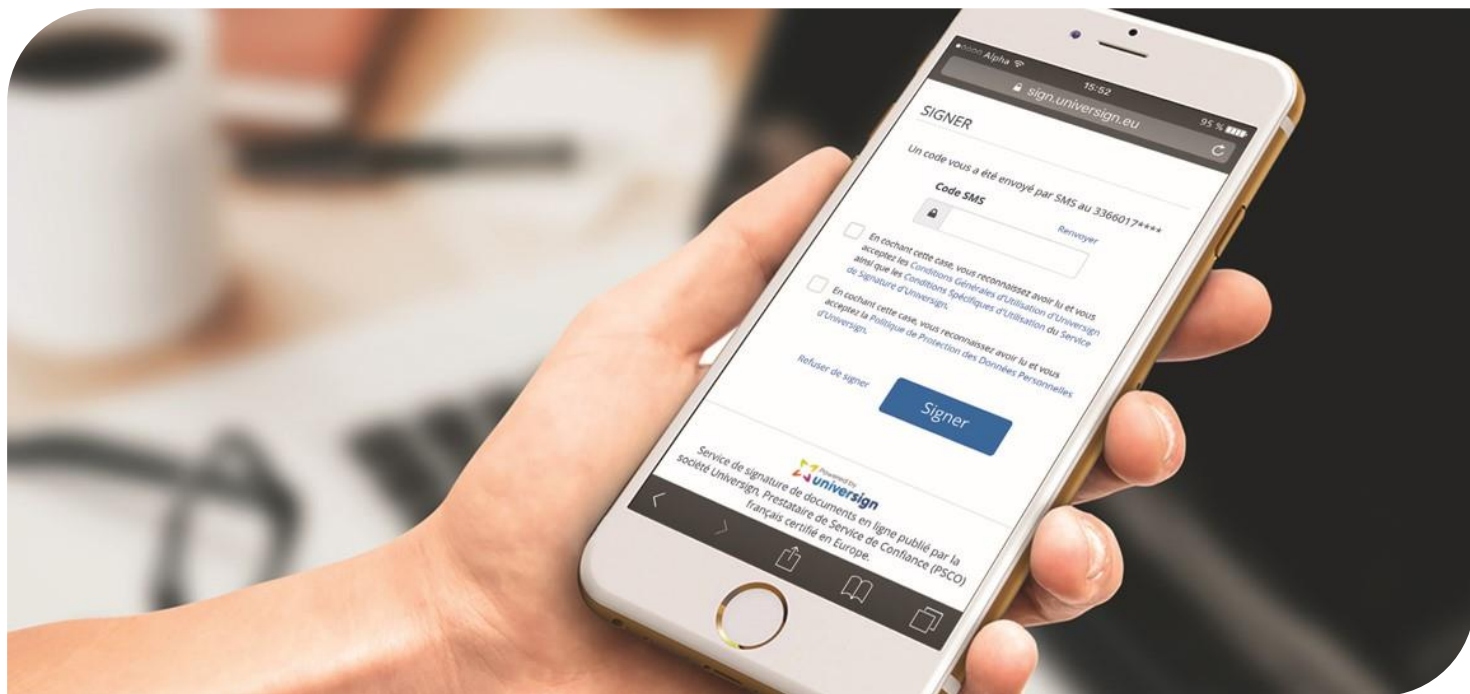 Alpha
15:52
95 %
sign.universign.eu
SIGNER
Un code vous a été envoyé par SMS au 3366017****
Code SMS
Renvoyer
En cochant cette case, vous reconnaissez avoir lu et vous
acceptez les Conditions Générales d'Utilisation d'Universign
ainsi que les Conditions Spécifiques d'Utilisation du Service
de Signature d'Universign.
En cochant cette case, vous reconnaissez avoir lu et vous
acceptez la Politique de Protection des Données Personnelles
d'Universign.
Refuser de signer
Signer
Powered by
universign
Service de signature de documents en ligne publié par la
société Universign, Prestataire de Service de Confiance (PSCO)
français certifié en Europe.